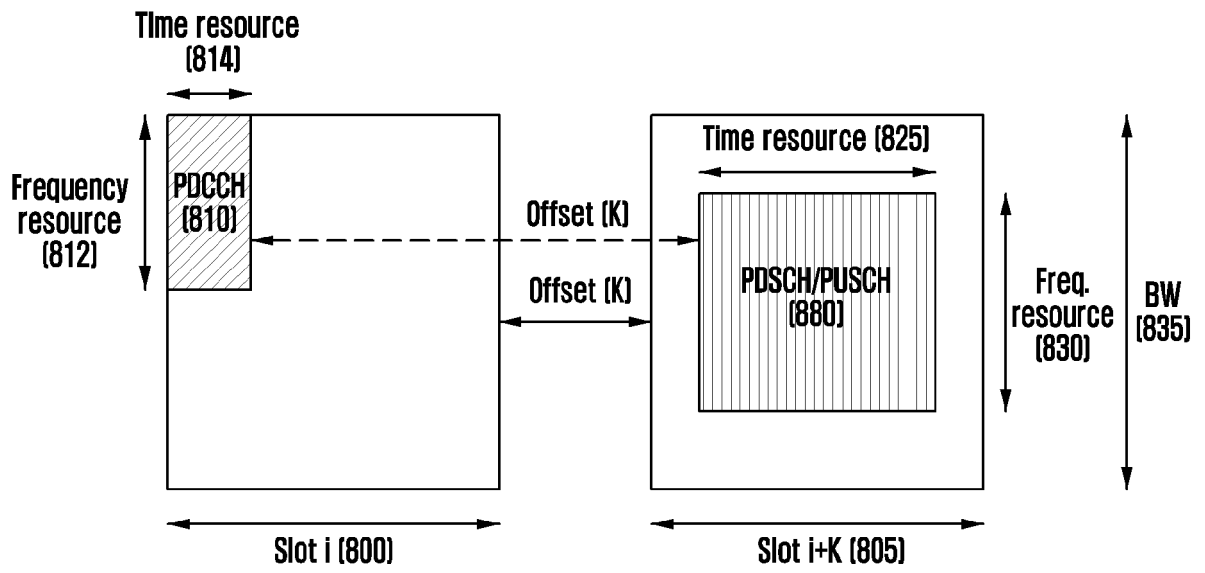 Time resource
(814)
Frequency
resource
(812)
PDCCH
(810)
Offset (K)
Offset (K)
Time resource (825)
PDSCH/PUSCH
(880)
Freq.
resource
(830)
BW
(835)
Slot i (800)
Slot i+K (805)